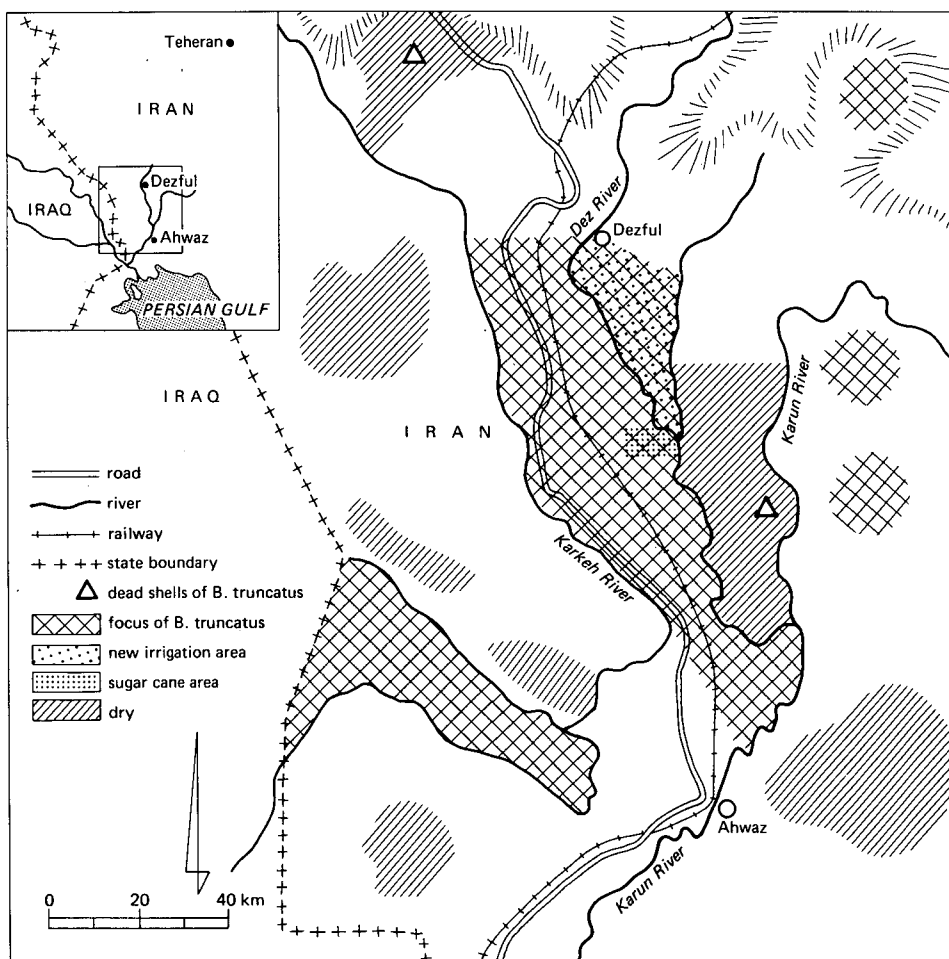 Teheran
IRAN
Dezful
IRAQ
Ahwaz
PERSIAN GULF
Dez River
Dezful
IRAQ
IRAN
Karun River
Karkeh River
road
river
railway
state boundary
dead shells of B. truncatus
focus of B. truncatus
new irrigation area
sugar cane area
dry
Ahwaz
Karun River
0 20 40 km